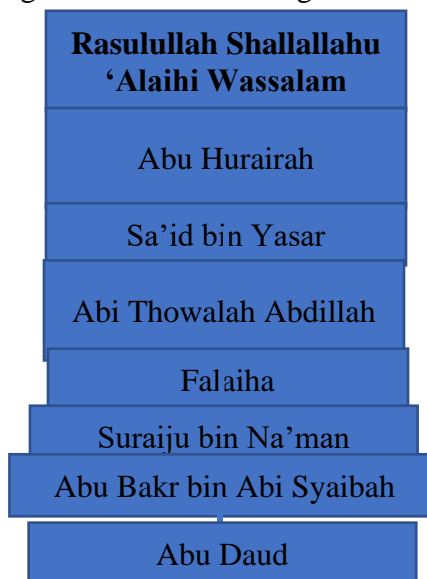 Rasulullah Shallallahu
‘Alaihi Wassalam
Abu Hurairah
Sa’id bin Yasar
Abi Thowalah Abdillah
Falaiha
Suraiju bin Na’man
Abu Bakr bin Abi Syaibah
Abu Daud